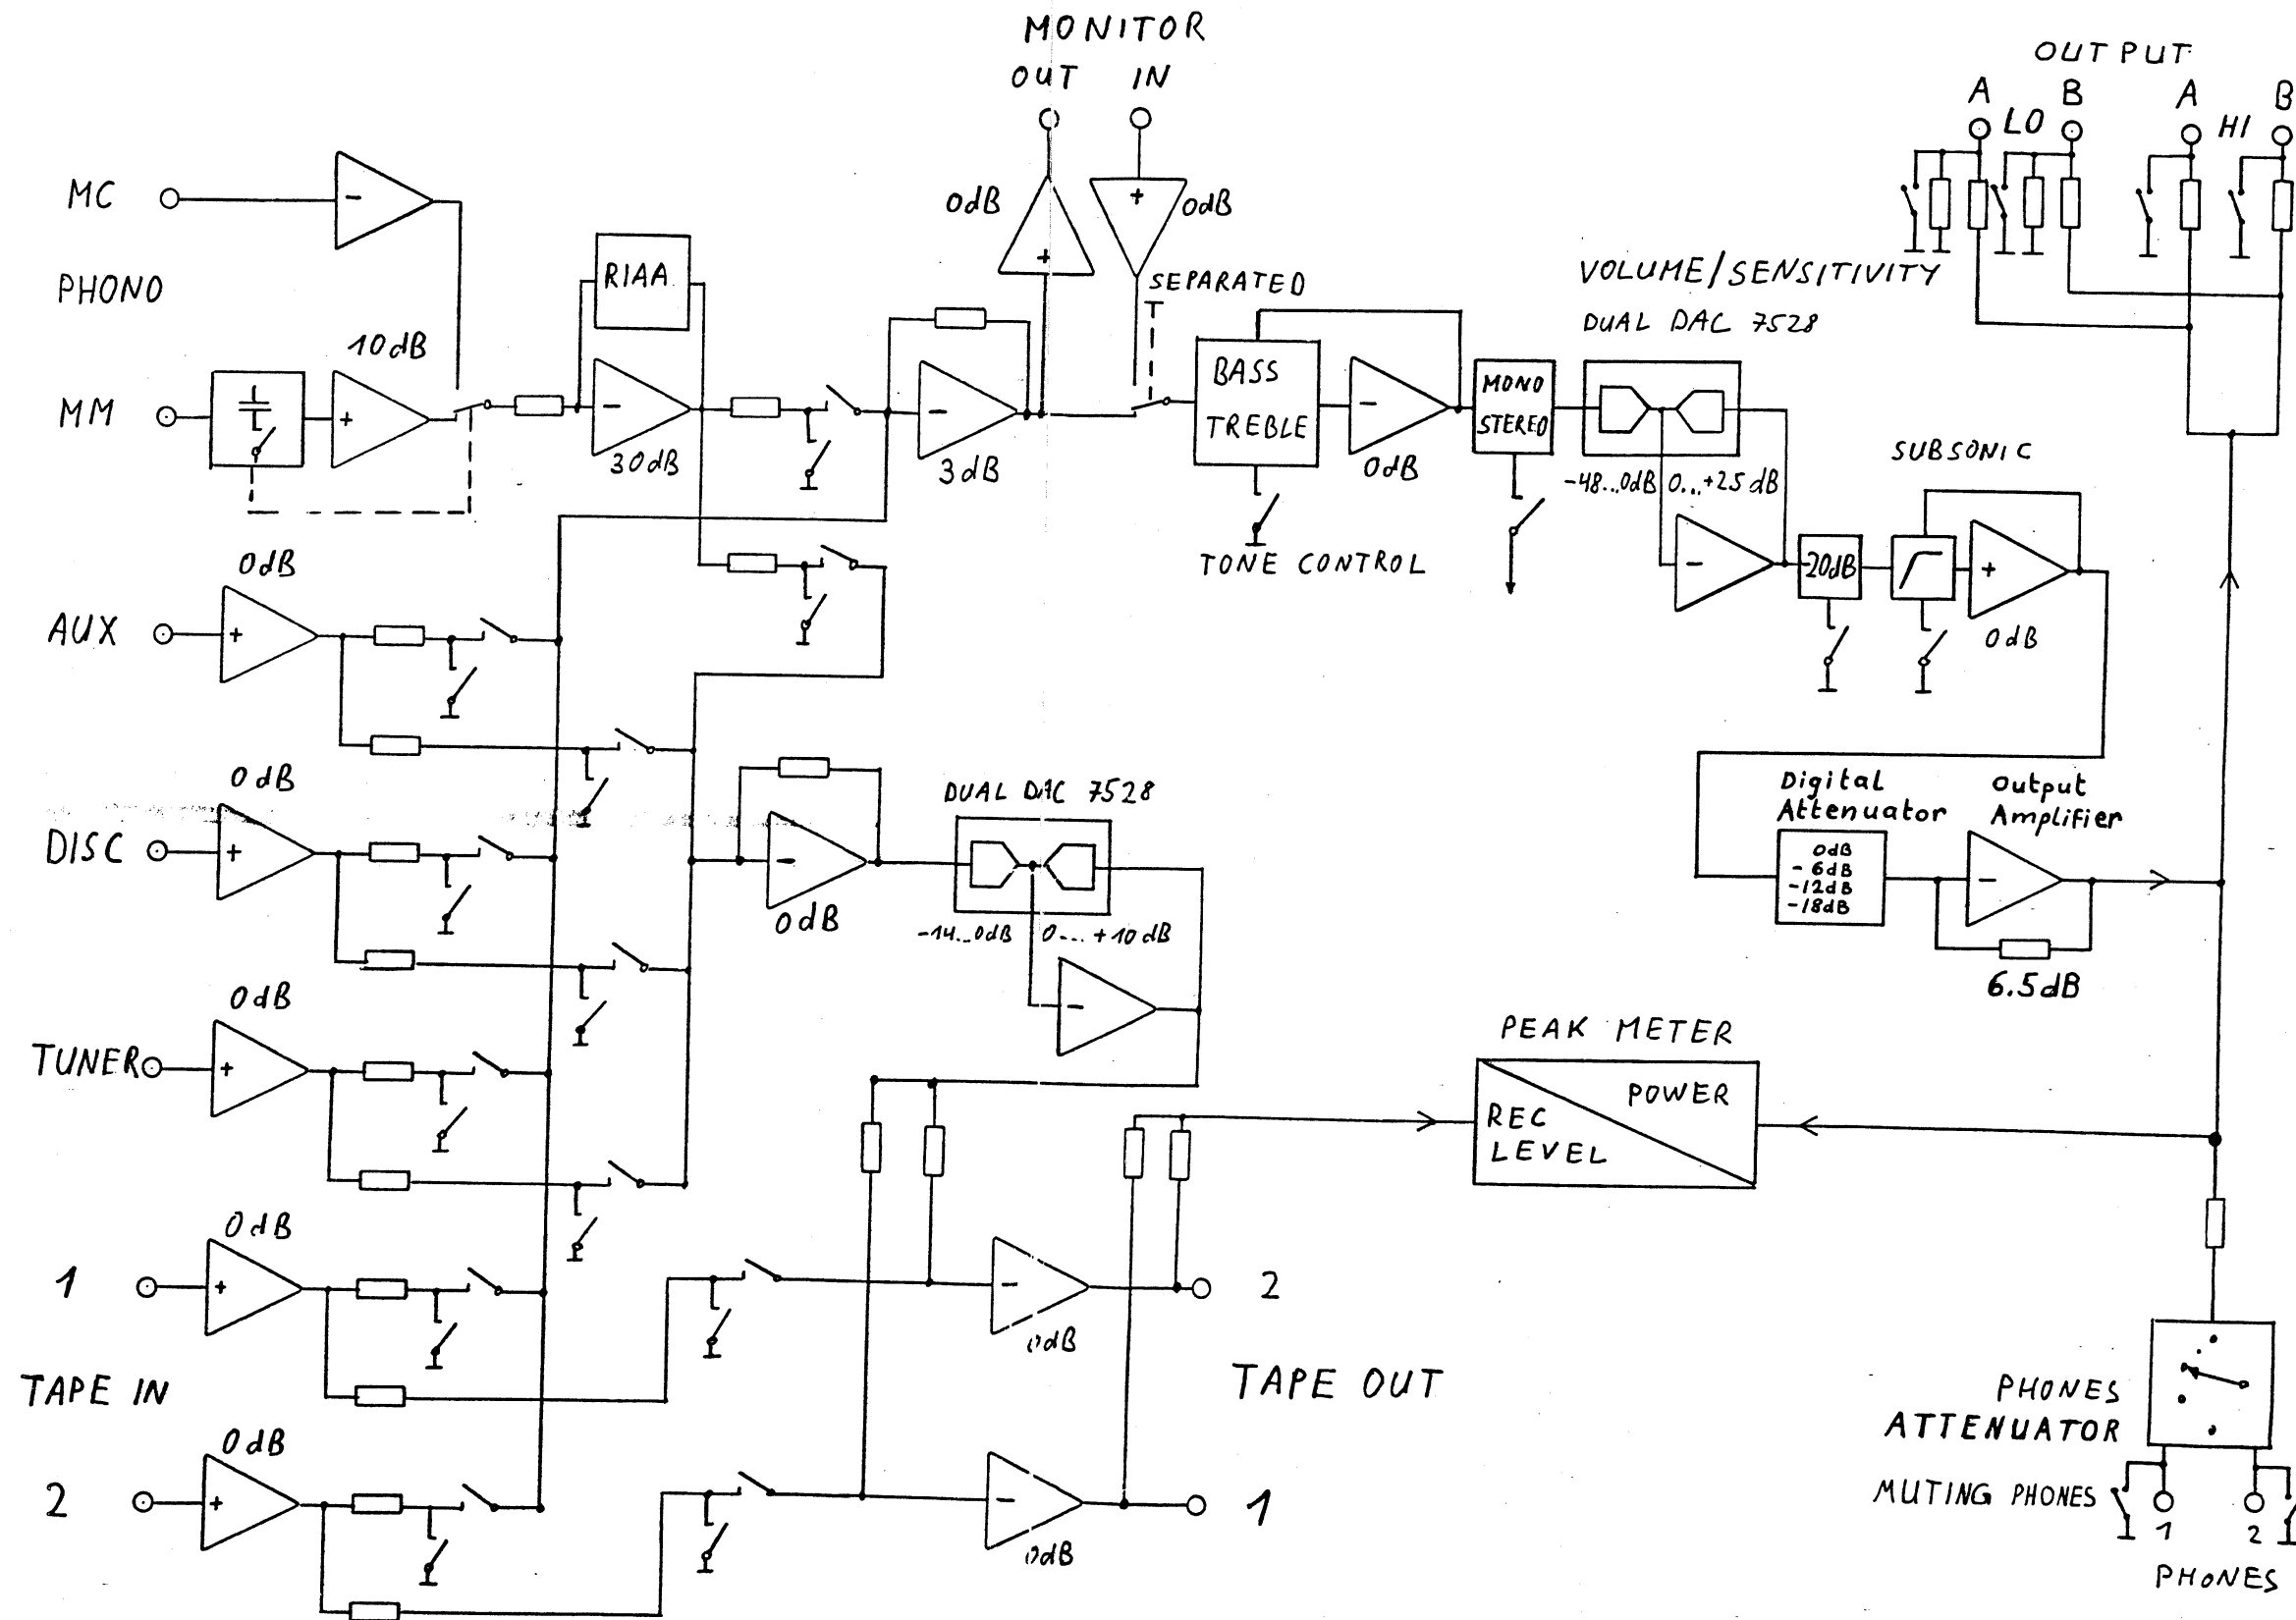 MONITOR
OUT IN
OUTPUT
A LO B A HI B
MC
-
0dB
+
+
0dB
PHONO
RIAA
SEPARATED
VOLUME/SENSITIVITY
DUAL DAC 7528
10dB
MM
+
-
30dB
-
3dB
BASS
TREBLE
-
0dB
MONO
STEREO
-48...0dB 0...+25dB
SUBSONIC
TONE CONTROL
-
-20dB
+
0dB
0dB
AUX
+
0dB
DISC
+
-
0dB
DUAL DAC 7528
-14...0dB 0...+10dB
-
Digital
Attenuator
0dB
-6dB
-12dB
-18dB
Output
Amplifier
-
6.5dB
0dB
TUNER
+
PEAK METER
REC
LEVEL
POWER
0dB
1
+
-
0dB
2
TAPE IN
TAPE OUT
0dB
2
+
-
0dB
1
PHONES
ATTENUATOR
MUTING PHONES
1 2
PHONES